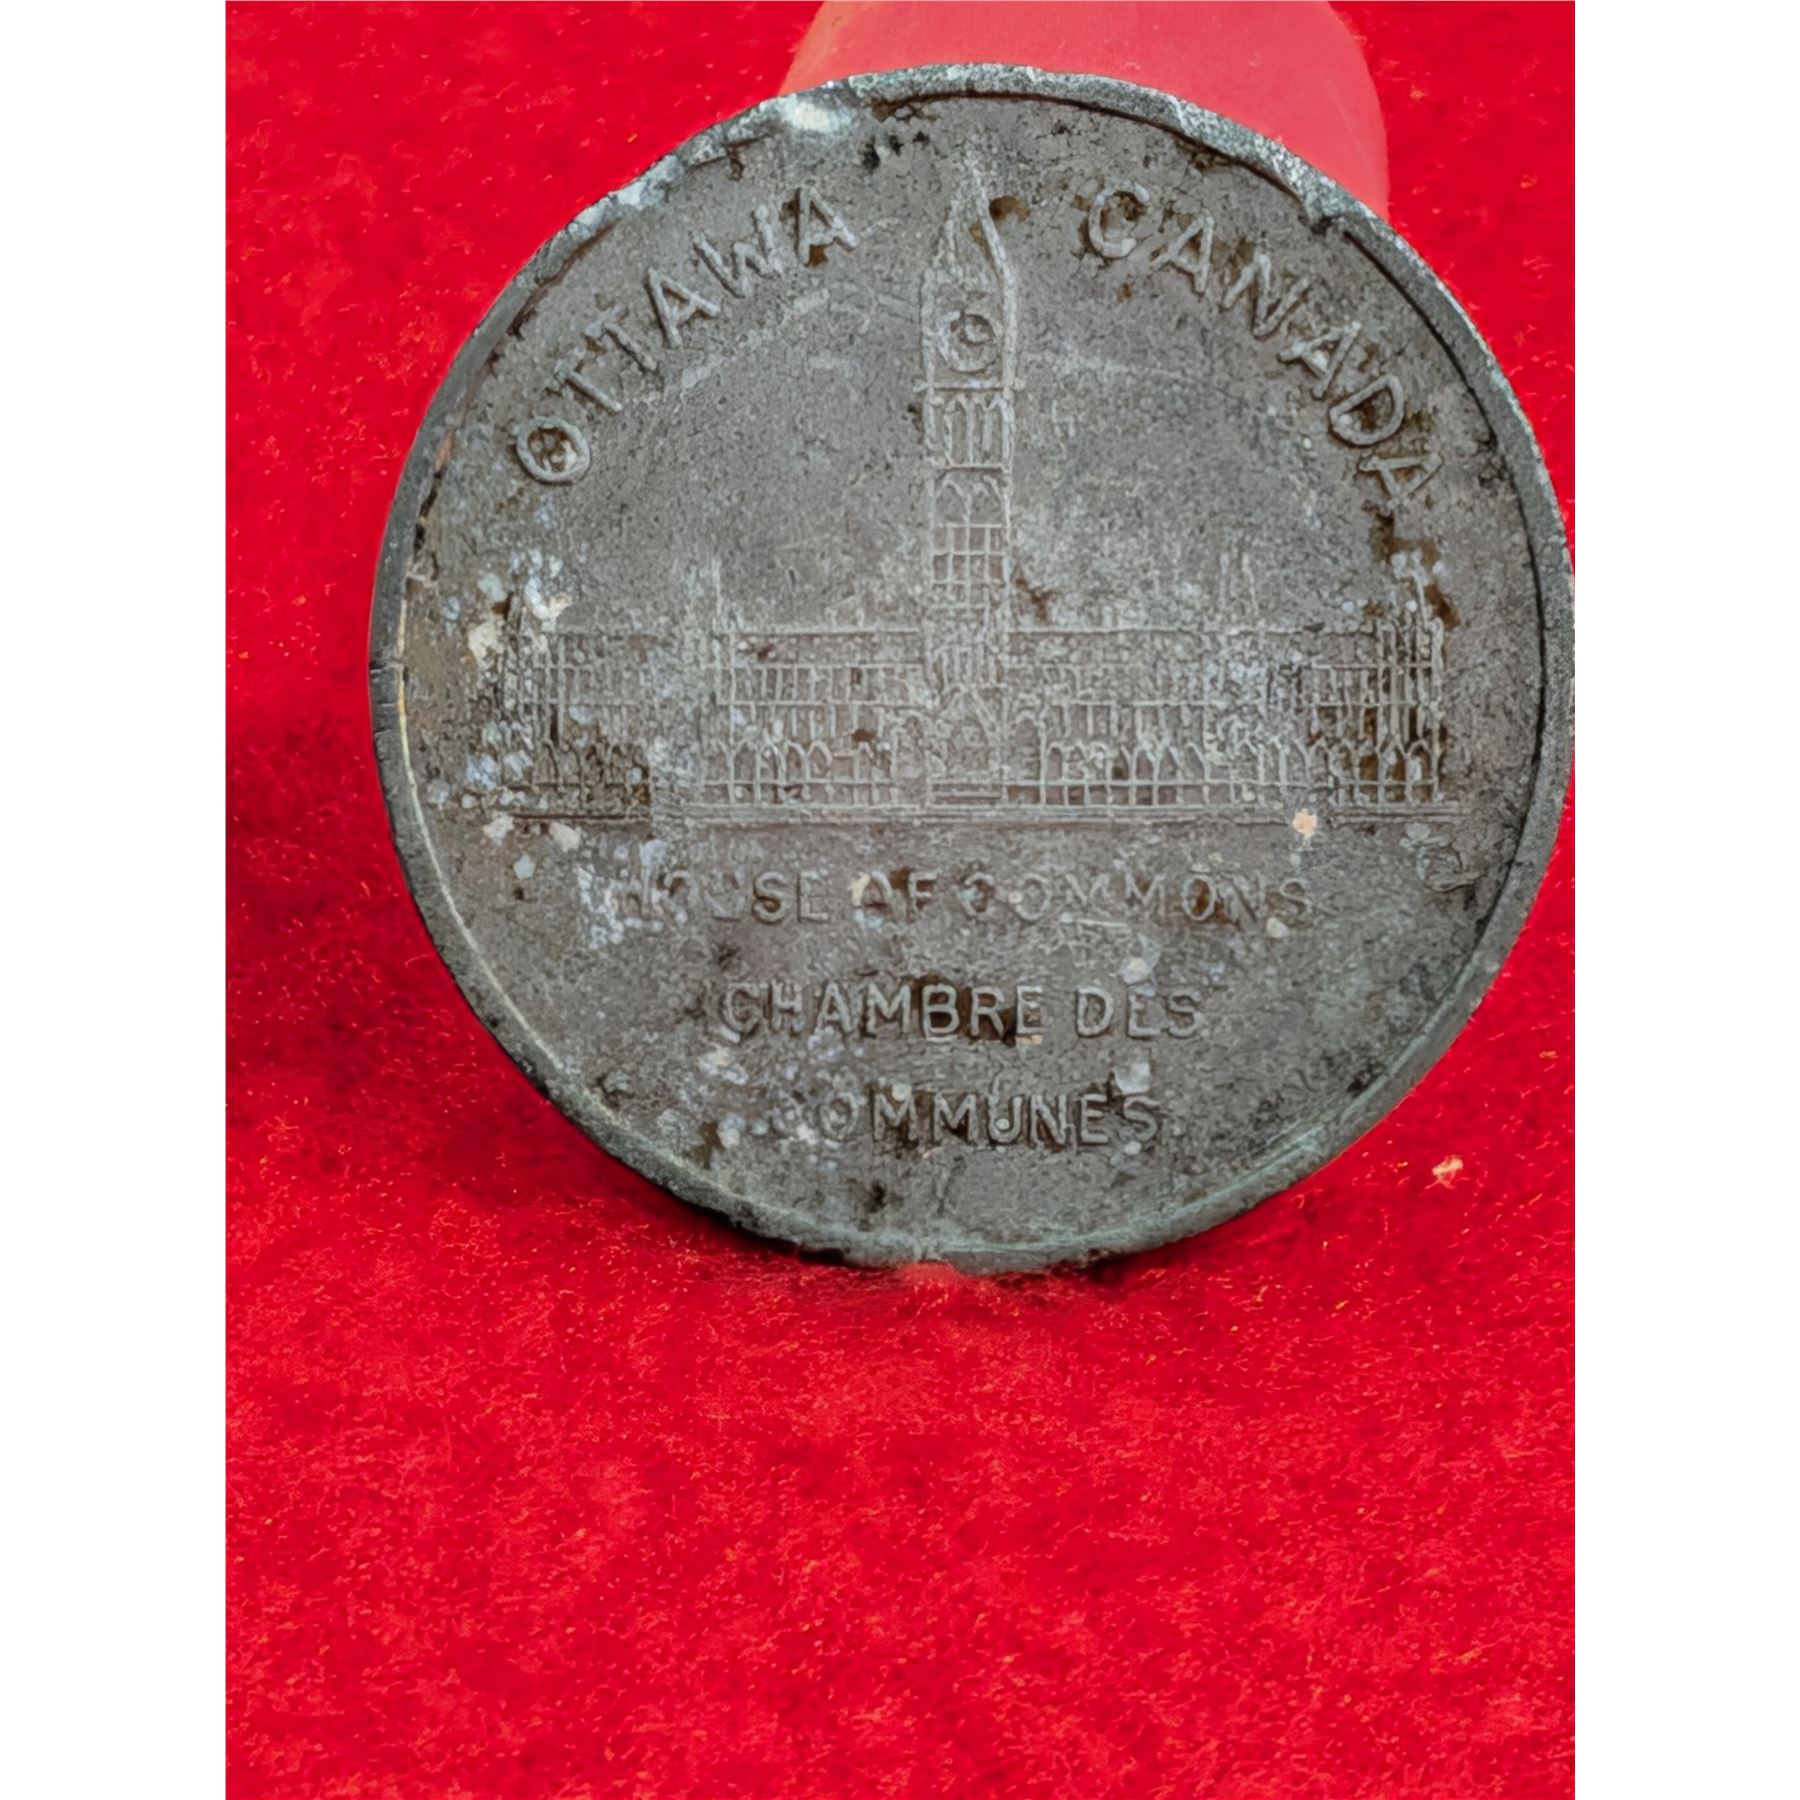 OTTAWA CANADA
HOUSE OF COMMONS
CHAMBRE DES
COMMUNES